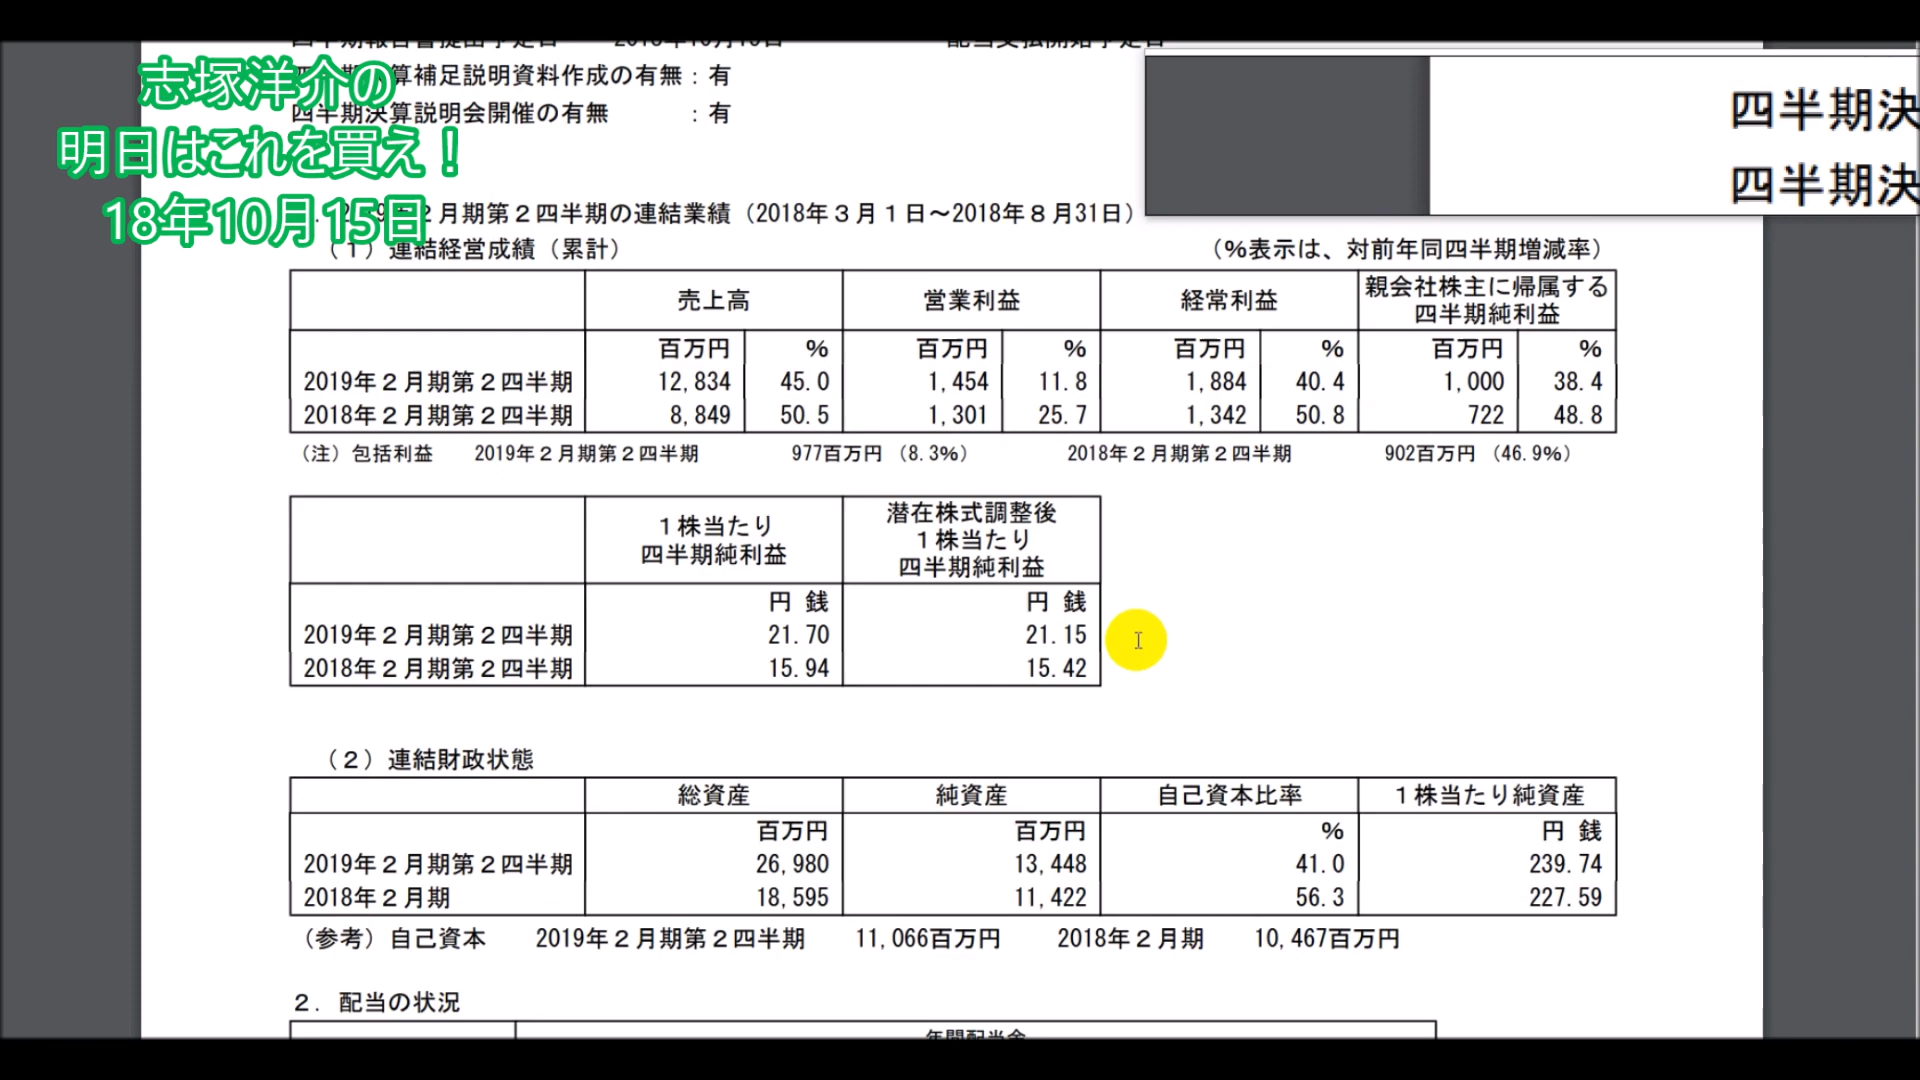 志塚洋介の
明日はこれを買え！
18年10月15日
算補足説明資料作成の有無：有
四半期決算説明会開催の有無　：有
四半期決
四半期決
２月期第２四半期の連結業績（2018年３月１日～2018年８月31日）
（１）連結経営成績（累計）　（％表示は、対前年同四半期増減率）
売上高　営業利益　経常利益　親会社株主に帰属する
四半期純利益
百万円　％　百万円　％　百万円　％　百万円　％
2019年２月期第２四半期　12,834　45.0　1,454　11.8　1,884　40.4　1,000　38.4
2018年２月期第２四半期　8,849　50.5　1,301　25.7　1,342　50.8　722　48.8
（注）包括利益　2019年２月期第２四半期　977百万円（8.3％）　2018年２月期第２四半期　902百万円（46.9％）
１株当たり
四半期純利益
潜在株式調整後
１株当たり
四半期純利益
円 銭　円 銭
2019年２月期第２四半期　21.70　21.15
2018年２月期第２四半期　15.94　15.42
（２）連結財政状態
総資産　純資産　自己資本比率　１株当たり純資産
百万円　百万円　％　円 銭
2019年２月期第２四半期　26,980　13,448　41.0　239.74
2018年２月期　18,595　11,422　56.3　227.59
（参考）自己資本　2019年２月期第２四半期　11,066百万円　2018年２月期　10,467百万円
２．配当の状況
年間配当金